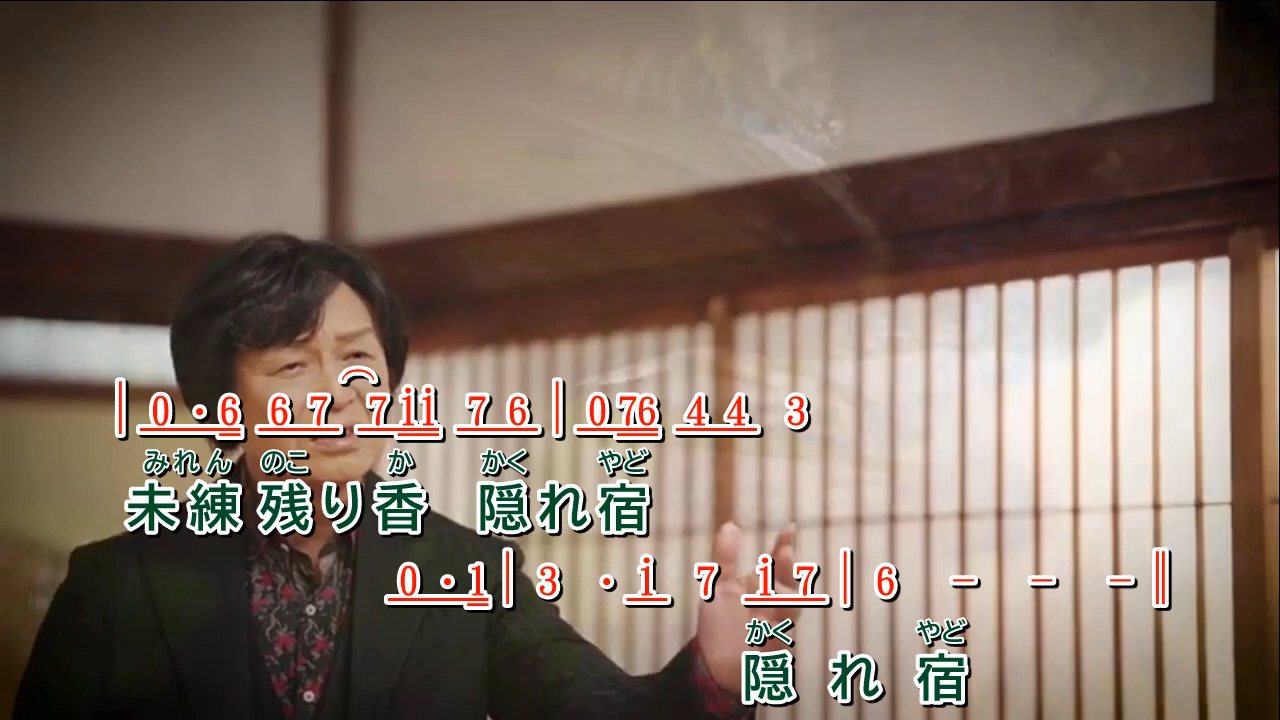 | 0 · 6 6 7 7 i i 7 6 | 0 7 6 4 4 3
みれん のこ か かく やど
未練 残り香 隠れ宿
0 · 1 | 3 · i 7 i 7 | 6 － － － ‖
かく やど
隠れ宿